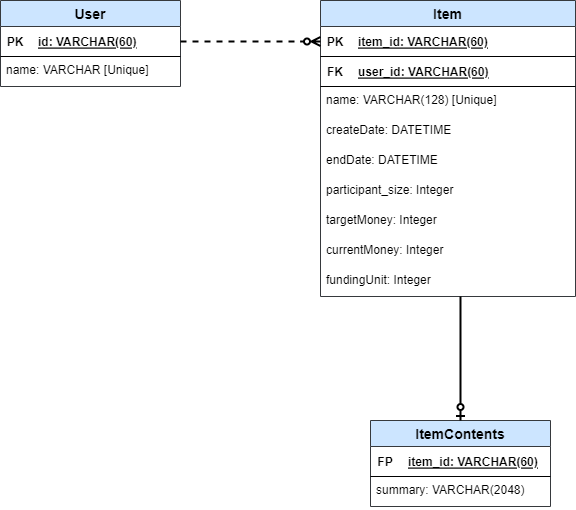 User
PK id: VARCHAR(60)
name: VARCHAR [Unique]
Item
PK item_id: VARCHAR(60)
FK user_id: VARCHAR(60)
name: VARCHAR(128) [Unique]
createDate: DATETIME
endDate: DATETIME
participant_size: Integer
targetMoney: Integer
currentMoney: Integer
fundingUnit: Integer
ItemContents
FP item_id: VARCHAR(60)
summary: VARCHAR(2048)